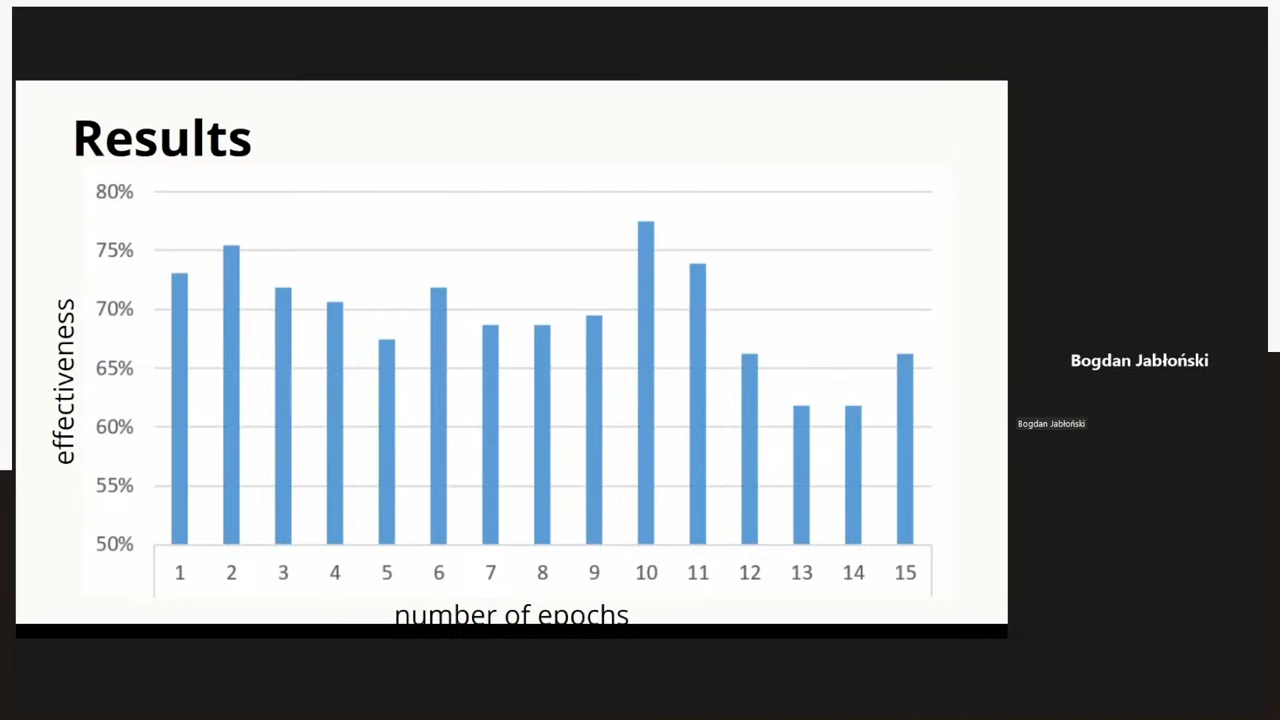 Results
80%
75%
70%
65%
60%
55%
50%
effectiveness
1 2 3 4 5 6 7 8 9 10 11 12 13 14 15
number of epochs
Bogdan Jabłoński
Bogdan Jabłoński